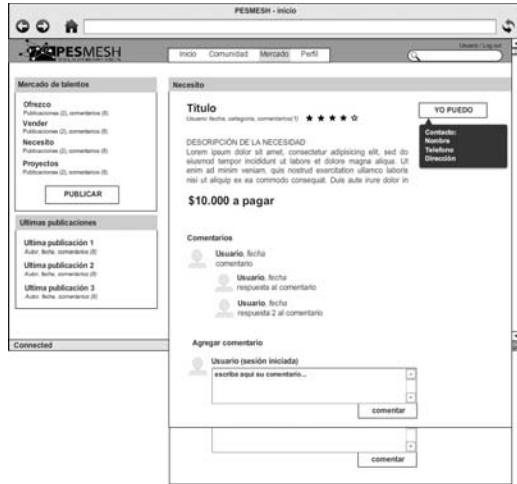 PESMESH - inicio
PESMESH
Inicio Comunidad Mercado Perfil
Usuario / Log out
Mercado de talentos
Ofrezco
Publicaciones (2), comentarios (8)
Vender
Publicaciones (2), comentarios (8)
Necesito
Publicaciones (2), comentarios (8)
Proyectos
Publicaciones (2), comentarios (8)
PUBLICAR
Ultimas publicaciones
Ultima publicación 1
Autor, fecha, comentarios (8)
Ultima publicación 2
Autor, fecha, comentarios (8)
Ultima publicación 3
Autor, fecha, comentarios (8)
Connected
Necesito
Titulo
Usuario fecha, categoria, comentarios(1)
YO PUEDO
Contacto:
Nombre
Telefono
Dirección
DESCRIPCIÓN DE LA NECESIDAD
Lorem ipsum dolor sit amet, consectetur adipisicing elit, sed do
eiusmod tempor incididunt ut labore et dolore magna aliqua. Ut
enim ad minim veniam, quis nostrud exercitation ullamco laboris
nisi ut aliquip ex ea commodo consequat. Duis aute irure dolor in
$10.000 a pagar
Comentarios
Usuario, fecha
comentario
Usuario, fecha
respuesta al comentario
Usuario, fecha
respuesta 2 al comentario
Agregar comentario
Usuario (sesión iniciada)
escriba aqui su comentario...
comentar
comentar